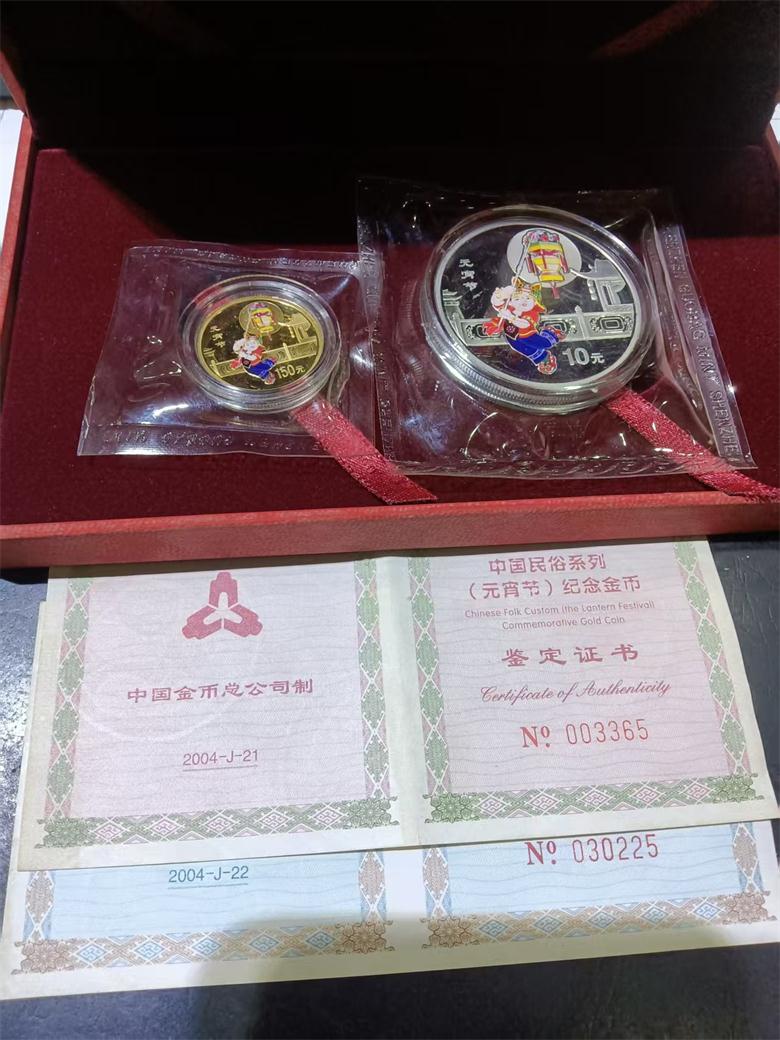 元宵节
150元
元宵节
10元
SHENZHE
中国金币总公司制
2004-J-21
中国民俗系列
（元宵节）纪念金币
Chinese Folk Custom (the Lantern Festival)
Commemorative Gold Coin
鉴定证书
Certificate of Authenticity
Nº 003365
2004-J-22
Nº 030225